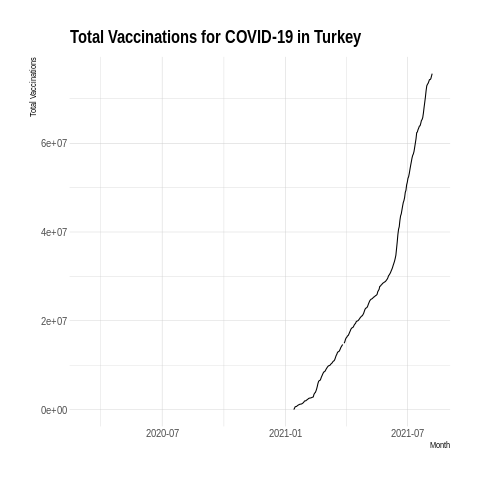 Total Vaccinations for COVID-19 in Turkey
Total Vaccinations
6e+07
4e+07
2e+07
0e+00
2020-07 2021-01 2021-07
Month